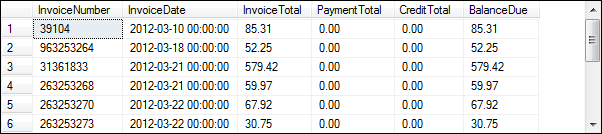 InvoiceNumber InvoiceDate InvoiceTotal PaymentTotal CreditTotal BalanceDue
1 39104 2012-03-10 00:00:00 85.31 0.00 0.00 85.31
2 963253264 2012-03-18 00:00:00 52.25 0.00 0.00 52.25
3 31361833 2012-03-21 00:00:00 579.42 0.00 0.00 579.42
4 263253268 2012-03-21 00:00:00 59.97 0.00 0.00 59.97
5 263253270 2012-03-22 00:00:00 67.92 0.00 0.00 67.92
6 263253273 2012-03-22 00:00:00 30.75 0.00 0.00 30.75